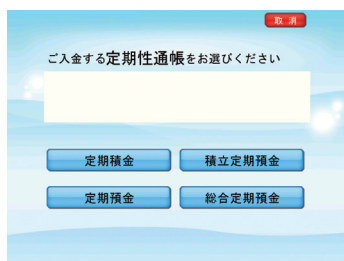 取消
ご入金する定期性通帳をお選びください
定期積金
積立定期預金
定期預金
総合定期預金